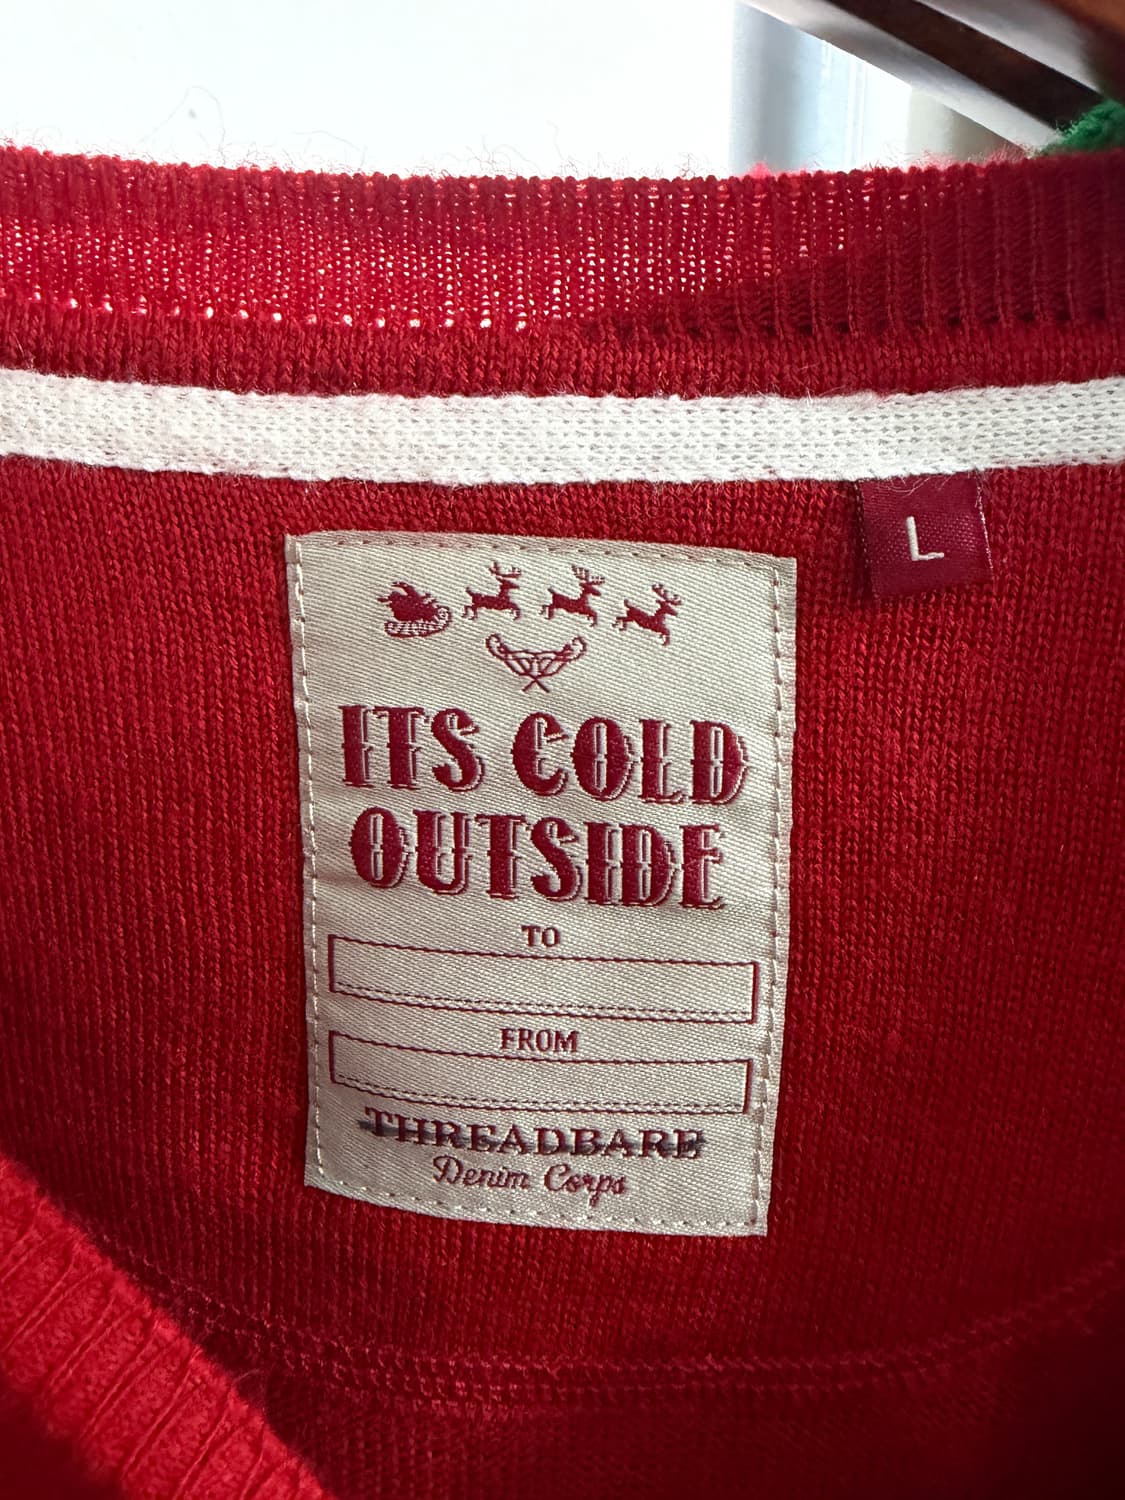 L
ITS COLD
OUTSIDE
TO
FROM
THREADBARE
Denim Corps